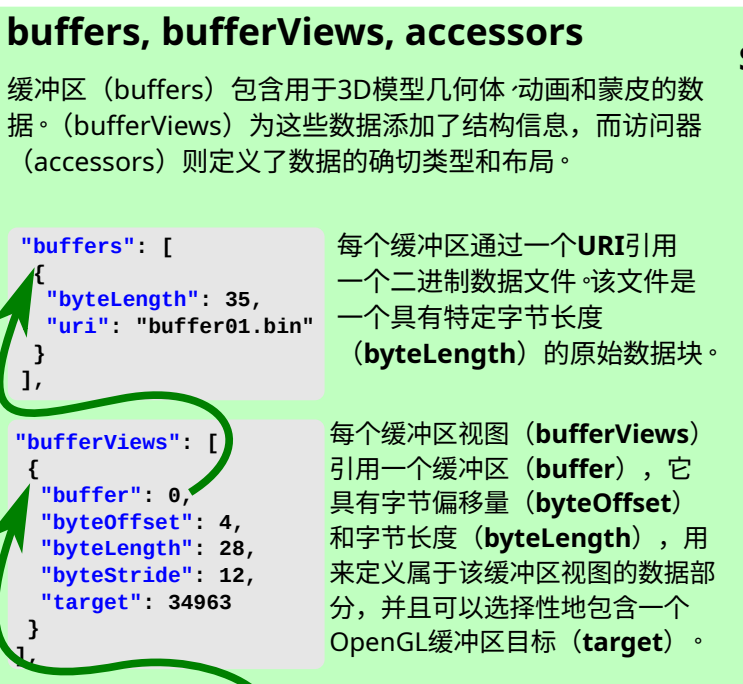 buffers, bufferViews, accessors
缓冲区（buffers）包含用于3D模型几何体、动画和蒙皮的数
据。（bufferViews）为这些数据添加了结构信息，而访问器
（accessors）则定义了数据的确切类型和布局。
"buffers": [
{
"byteLength": 35,
"uri": "buffer01.bin"
}
],
每个缓冲区通过一个URI引用
一个二进制数据文件。该文件是
一个具有特定字节长度
（byteLength）的原始数据块。
"bufferViews": [
{
"buffer": 0,
"byteOffset": 4,
"byteLength": 28,
"byteStride": 12,
"target": 34963
}
],
每个缓冲区视图（bufferViews）
引用一个缓冲区（buffer），它
具有字节偏移量（byteOffset）
和字节长度（byteLength），用
来定义属于该缓冲区视图的数据部
分，并且可以选择性地包含一个
OpenGL缓冲区目标（target）。